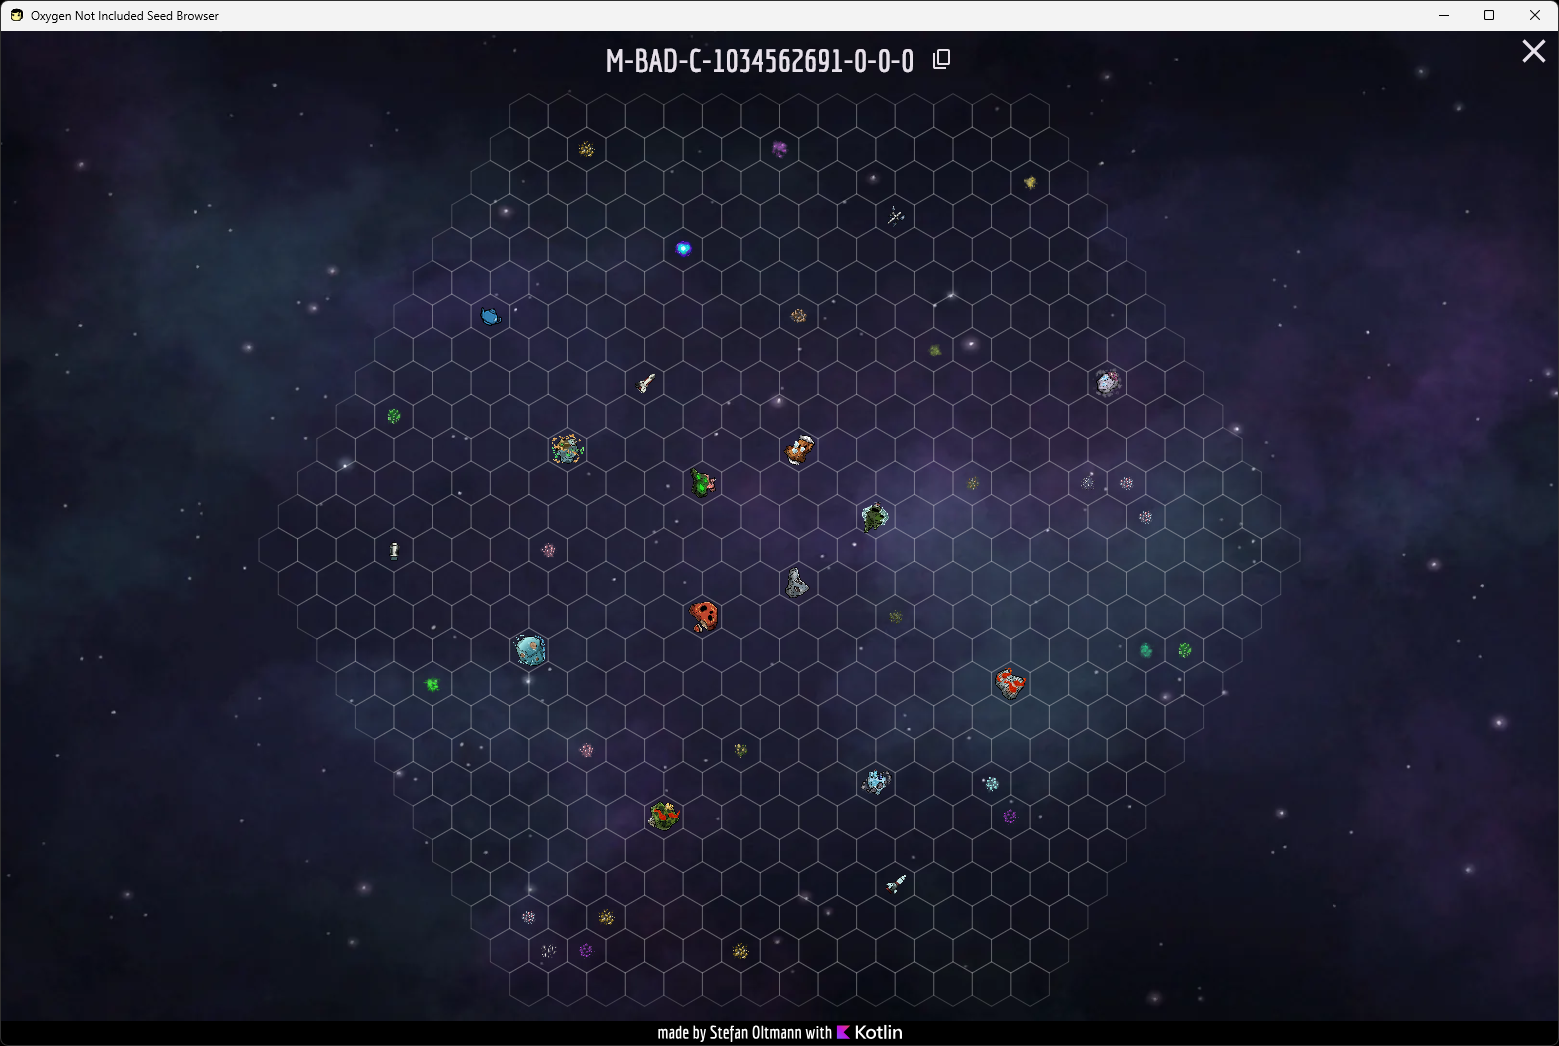 Oxygen Not Included Seed Browser
M-BAD-C-1034562691-0-0-0
made by Stefan Oltmann with Kotlin